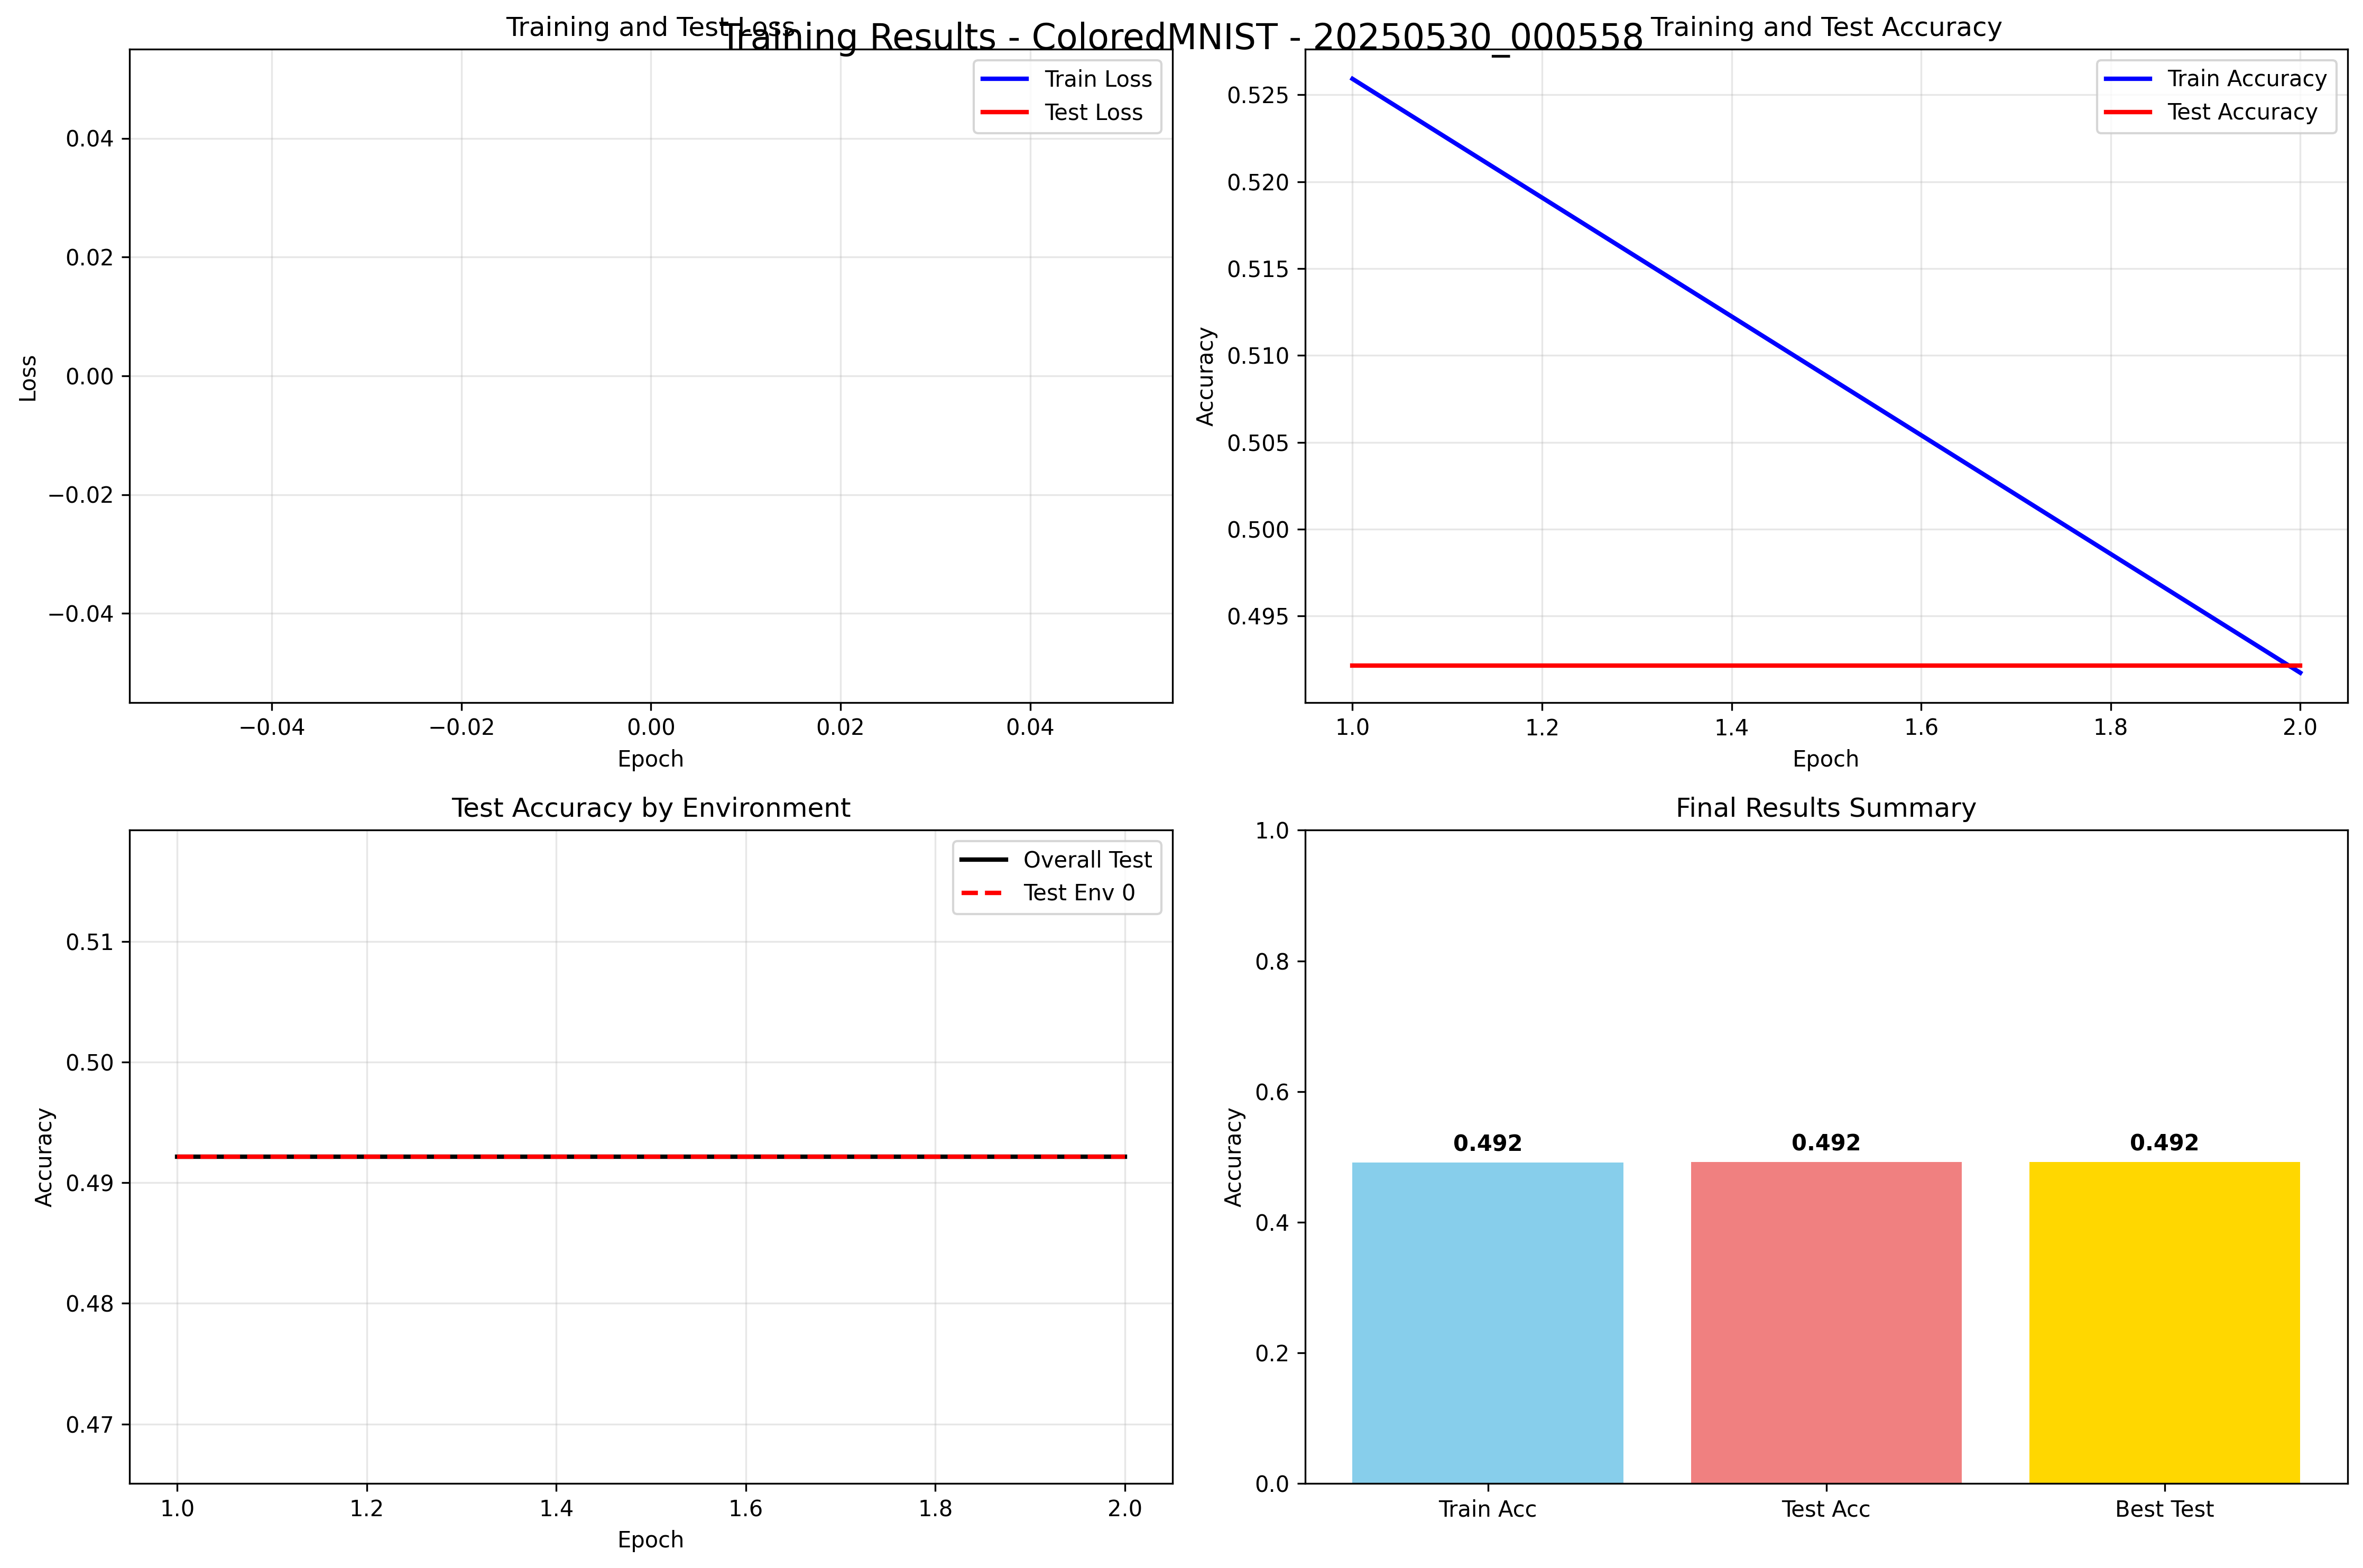 Training Results - ColoredMNIST - 20250530_000558
Training and Test Loss
Train Loss
Test Loss
0.04
0.02
0.00
−0.02
−0.04
Loss
−0.04 −0.02 0.00 0.02 0.04
Epoch
Training and Test Accuracy
Train Accuracy
Test Accuracy
0.525
0.520
0.515
0.510
0.505
0.500
0.495
Accuracy
1.0 1.2 1.4 1.6 1.8 2.0
Epoch
Test Accuracy by Environment
Overall Test
Test Env 0
0.51
0.50
0.49
0.48
0.47
Accuracy
1.0 1.2 1.4 1.6 1.8 2.0
Epoch
Final Results Summary
1.0
0.8
0.6
0.4
0.2
0.0
Accuracy
0.492 0.492 0.492
Train Acc Test Acc Best Test